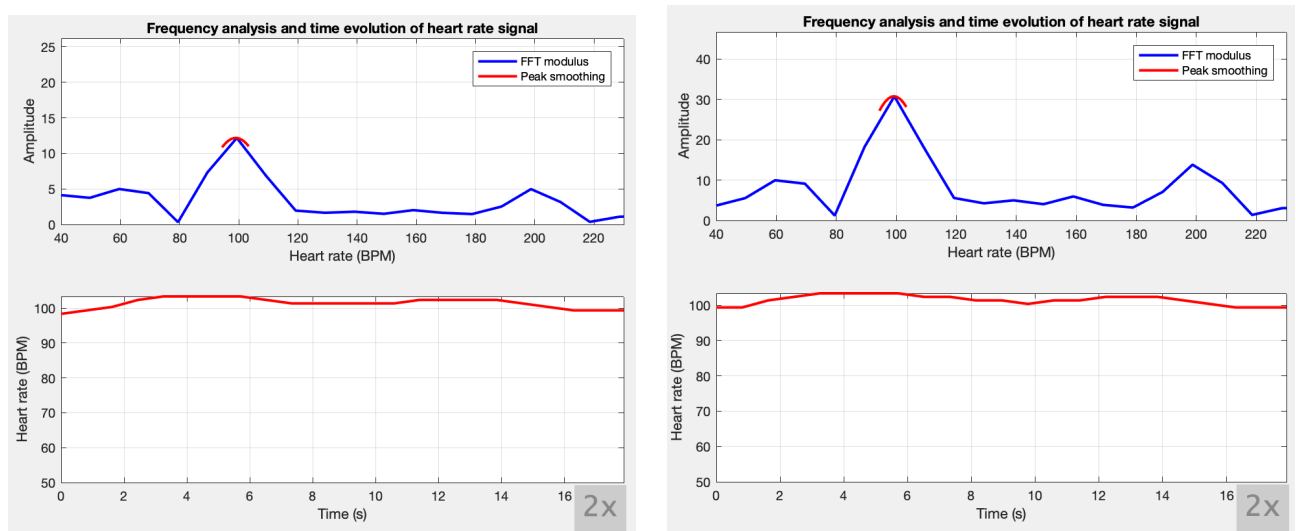 Frequency analysis and time evolution of heart rate signal
25
20
15
10
5
0
Amplitude
FFT modulus
Peak smoothing
40 60 80 100 120 140 160 180 200 220
Heart rate (BPM)
100
90
80
70
60
50
Heart rate (BPM)
0 2 4 6 8 10 12 14 16
Time (s)
2x
Frequency analysis and time evolution of heart rate signal
40
30
20
10
0
Amplitude
FFT modulus
Peak smoothing
40 60 80 100 120 140 160 180 200 220
Heart rate (BPM)
100
90
80
70
60
50
Heart rate (BPM)
0 2 4 6 8 10 12 14 16
Time (s)
2x